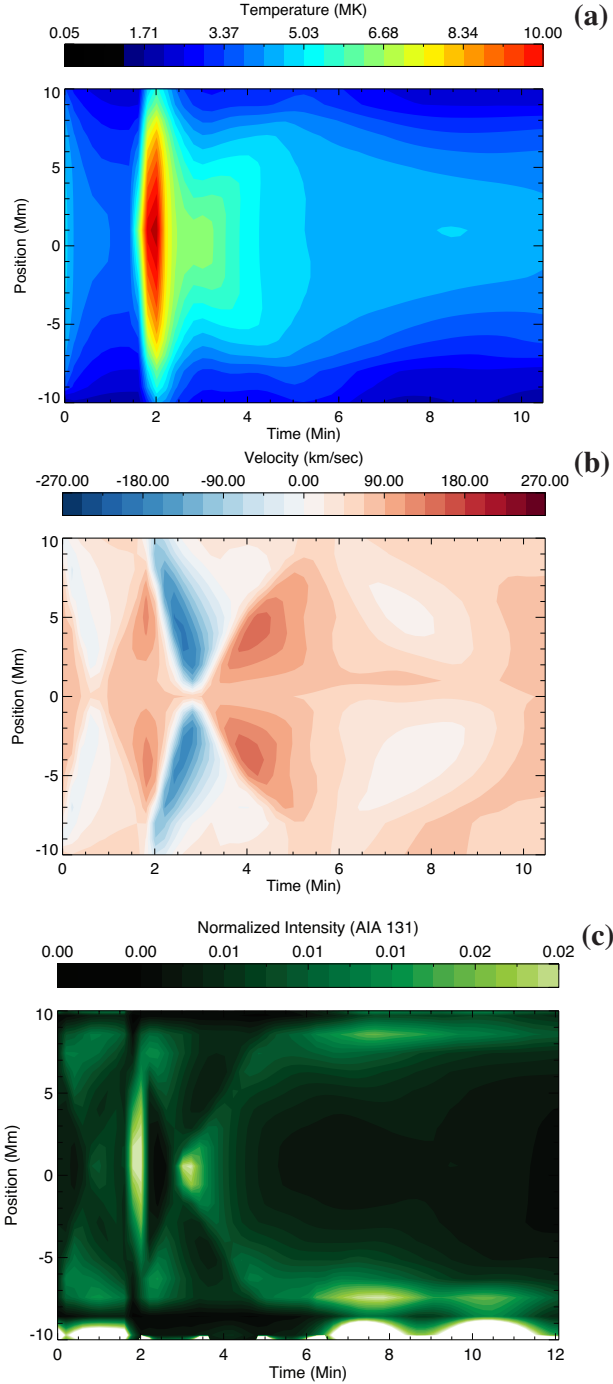 Temperature (MK)
(a)
0.05 1.71 3.37 5.03 6.68 8.34 10.00
10
5
0
-5
-10
Position (Mm)
0 2 4 6 8 10
Time (Min)
Velocity (km/sec)
(b)
-270.00 -180.00 -90.00 0.00 90.00 180.00 270.00
10
5
0
-5
-10
Position (Mm)
0 2 4 6 8 10
Time (Min)
Normalized Intensity (AIA 131)
(c)
0.00 0.00 0.01 0.01 0.02 0.02
10
5
0
-5
-10
Position (Mm)
0 2 4 6 8 10 12
Time (Min)